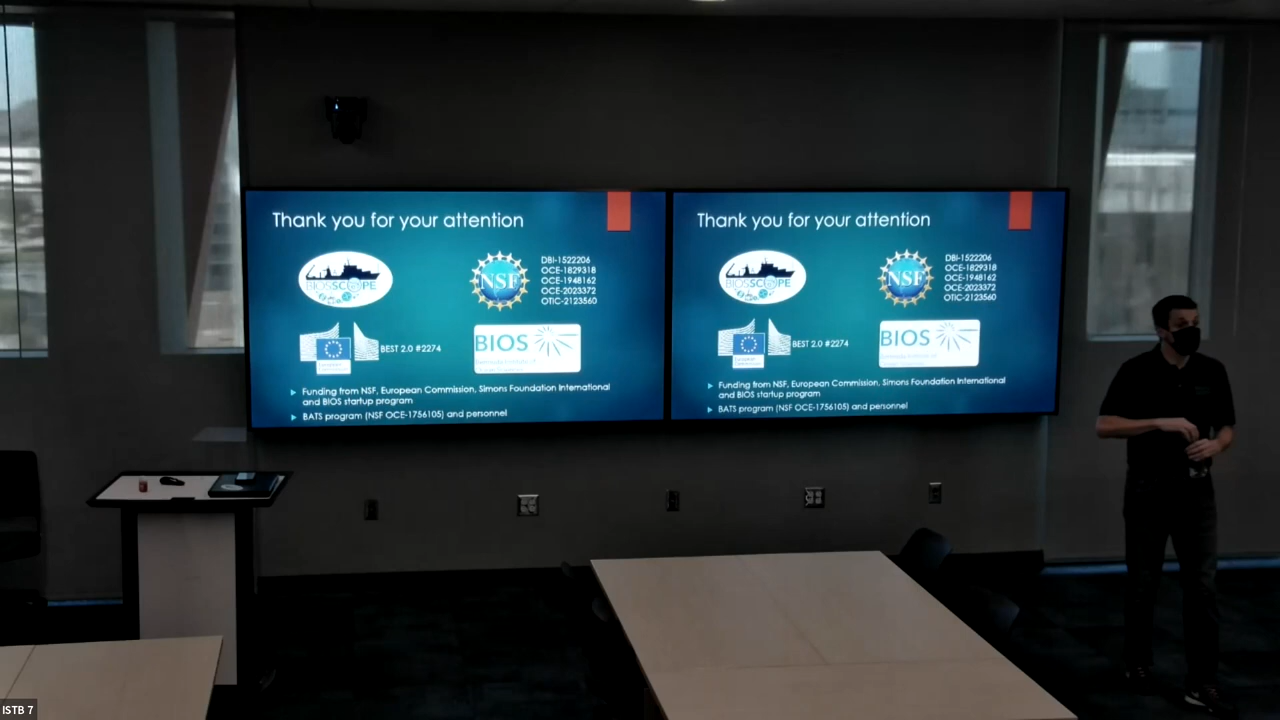 Thank you for your attention
BIOSSCOPE
NSF
DBI-1522206
OCE-1829318
OCE-1948162
OCE-2023372
OTIC-2123560
European
Commission
BEST 2.0 #2274
BIOS
Funding from NSF, European Commission, Simons Foundation International
and BIOS startup program
BATS program (NSF OCE-1756105) and personnel
Thank you for your attention
BIOSSCOPE
NSF
DBI-1522206
OCE-1829318
OCE-1948162
OCE-2023372
OTIC-2123560
European
Commission
BEST 2.0 #2274
BIOS
Funding from NSF, European Commission, Simons Foundation International
and BIOS startup program
BATS program (NSF OCE-1756105) and personnel
ISTB 7